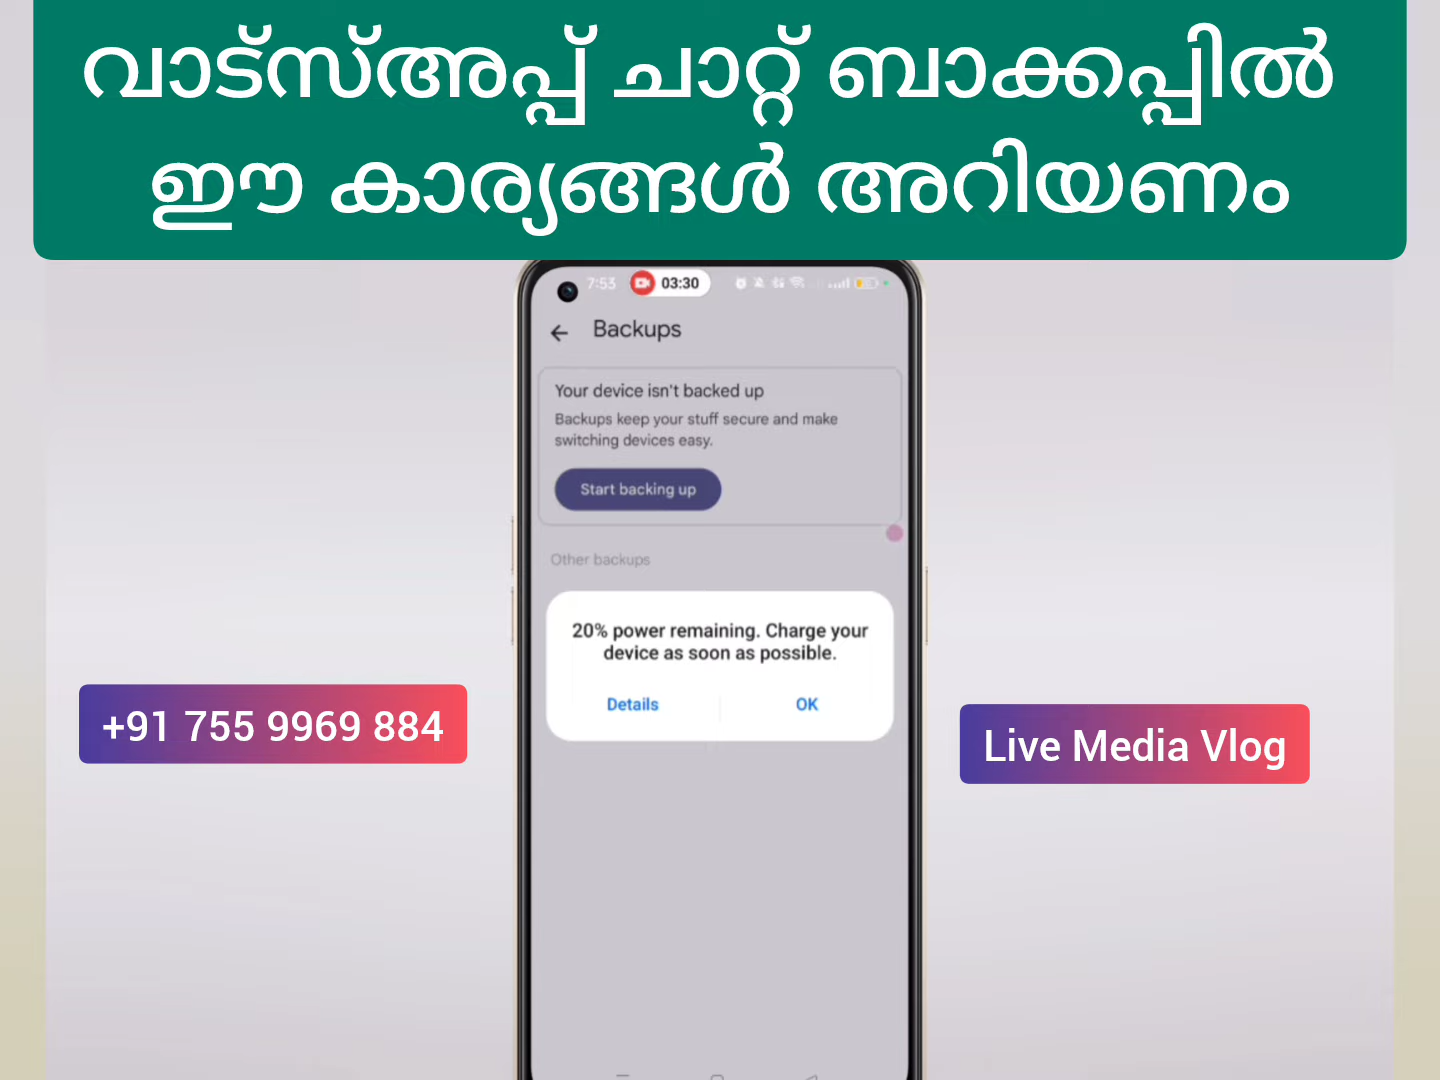 വാട്സ്അപ്പ് ചാറ്റ് ബാക്കപ്പിൽ
ഈ കാര്യങ്ങൾ അറിയണം
7:53
03:30
Backups
Your device isn't backed up
Backups keep your stuff secure and make
switching devices easy.
Start backing up
Other backups
20% power remaining. Charge your
device as soon as possible.
Details
OK
+91 755 9969 884
Live Media Vlog